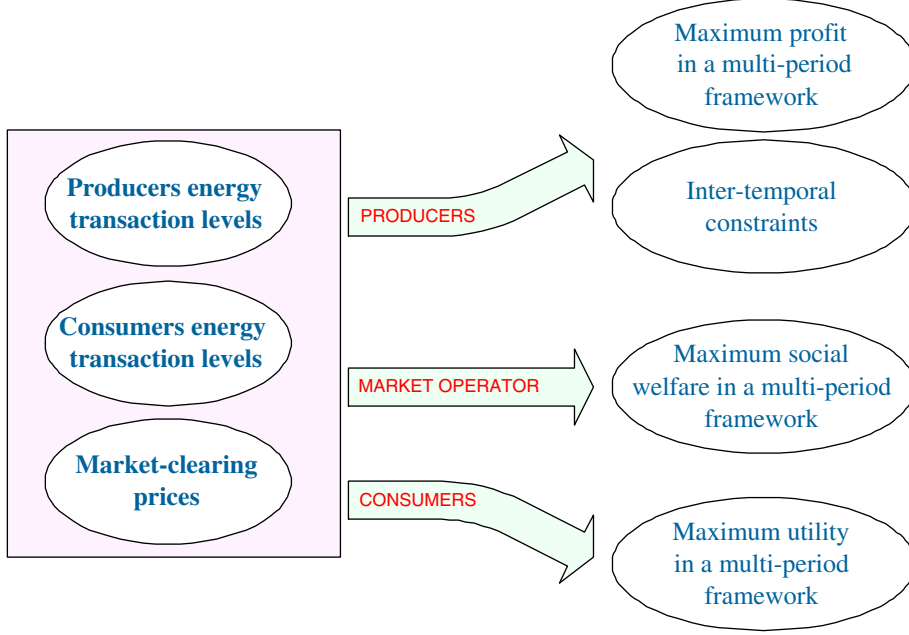 Producers energy
transaction levels
Consumers energy
transaction levels
Market-clearing
prices
PRODUCERS
MARKET OPERATOR
CONSUMERS
Maximum profit
in a multi-period
framework
Inter-temporal
constraints
Maximum social
welfare in a multi-period
framework
Maximum utility
in a multi-period
framework